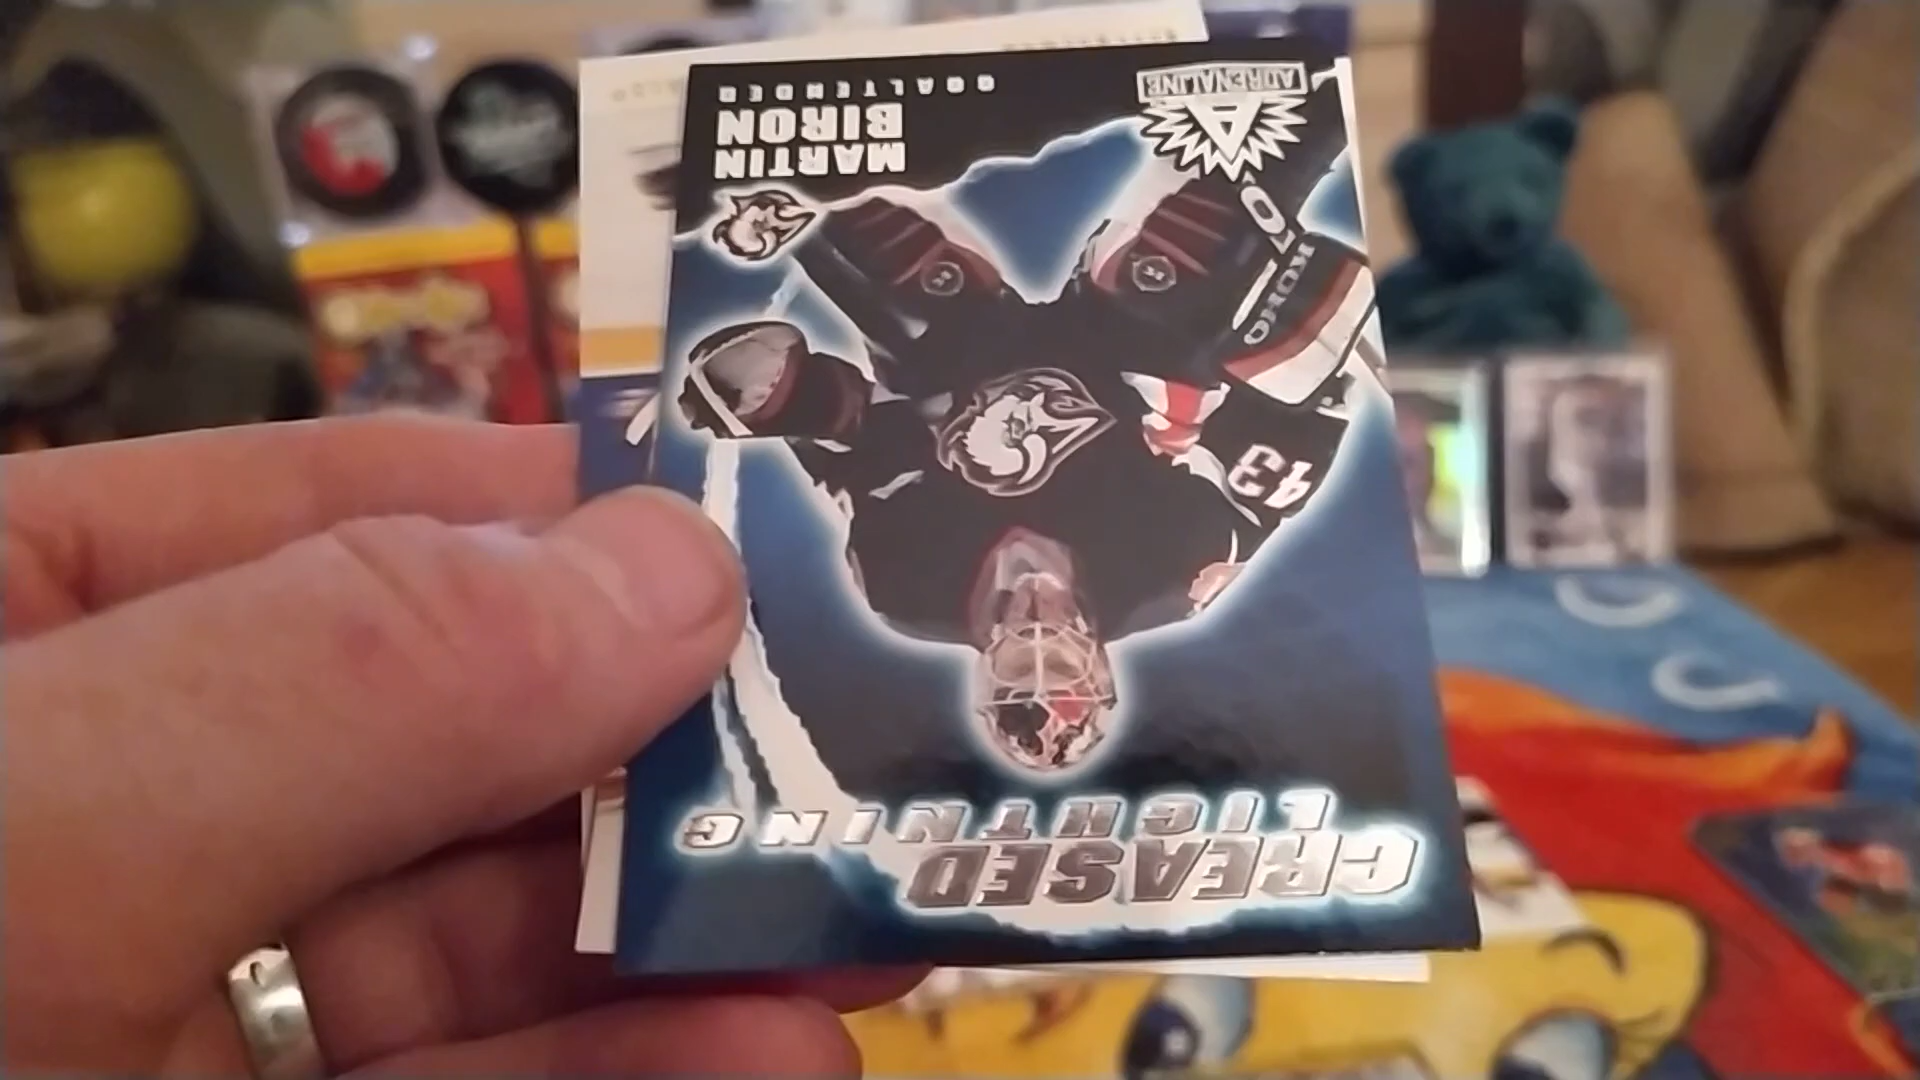 CREASED
LIGHTNING
43
KOHO
MARTIN
BIRON
GOALTENDER
A
ADRENALINE